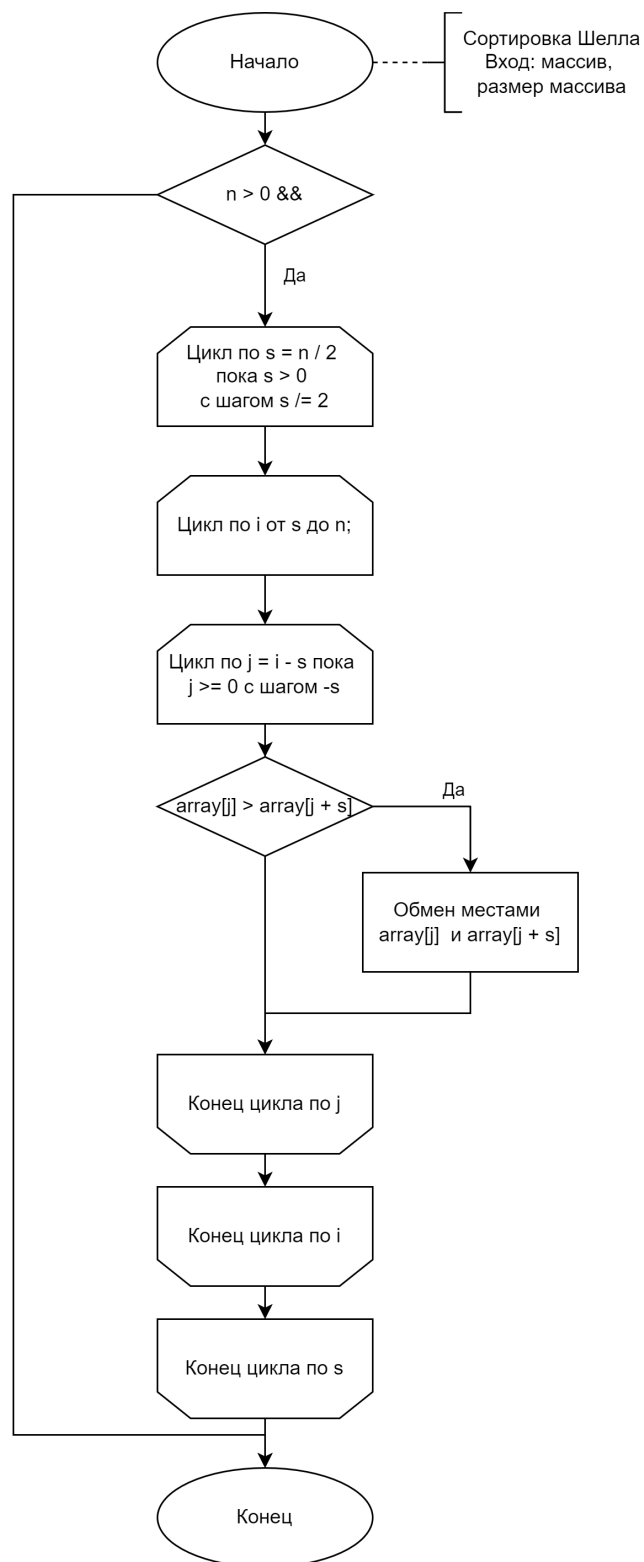 Начало
Сортировка Шелла
Вход: массив,
размер массива
n > 0 &&
Да
Цикл по s = n / 2
пока s > 0
с шагом s /= 2
Цикл по i от s до n;
Цикл по j = i - s пока
j >= 0 с шагом -s
array[j] > array[j + s]
Да
Обмен местами
array[j] и array[j + s]
Конец цикла по j
Конец цикла по i
Конец цикла по s
Конец